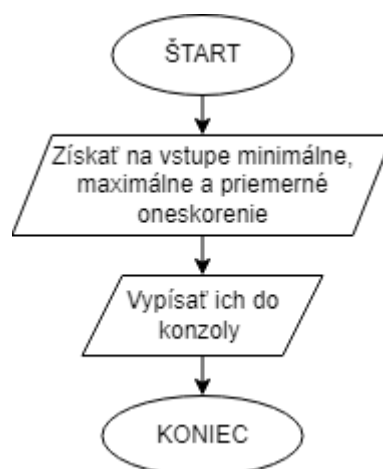 ŠTART
Získať na vstupe minimálne,
maximálne a priemerné
oneskorenie
Vypísať ich do
konzoly
KONIEC